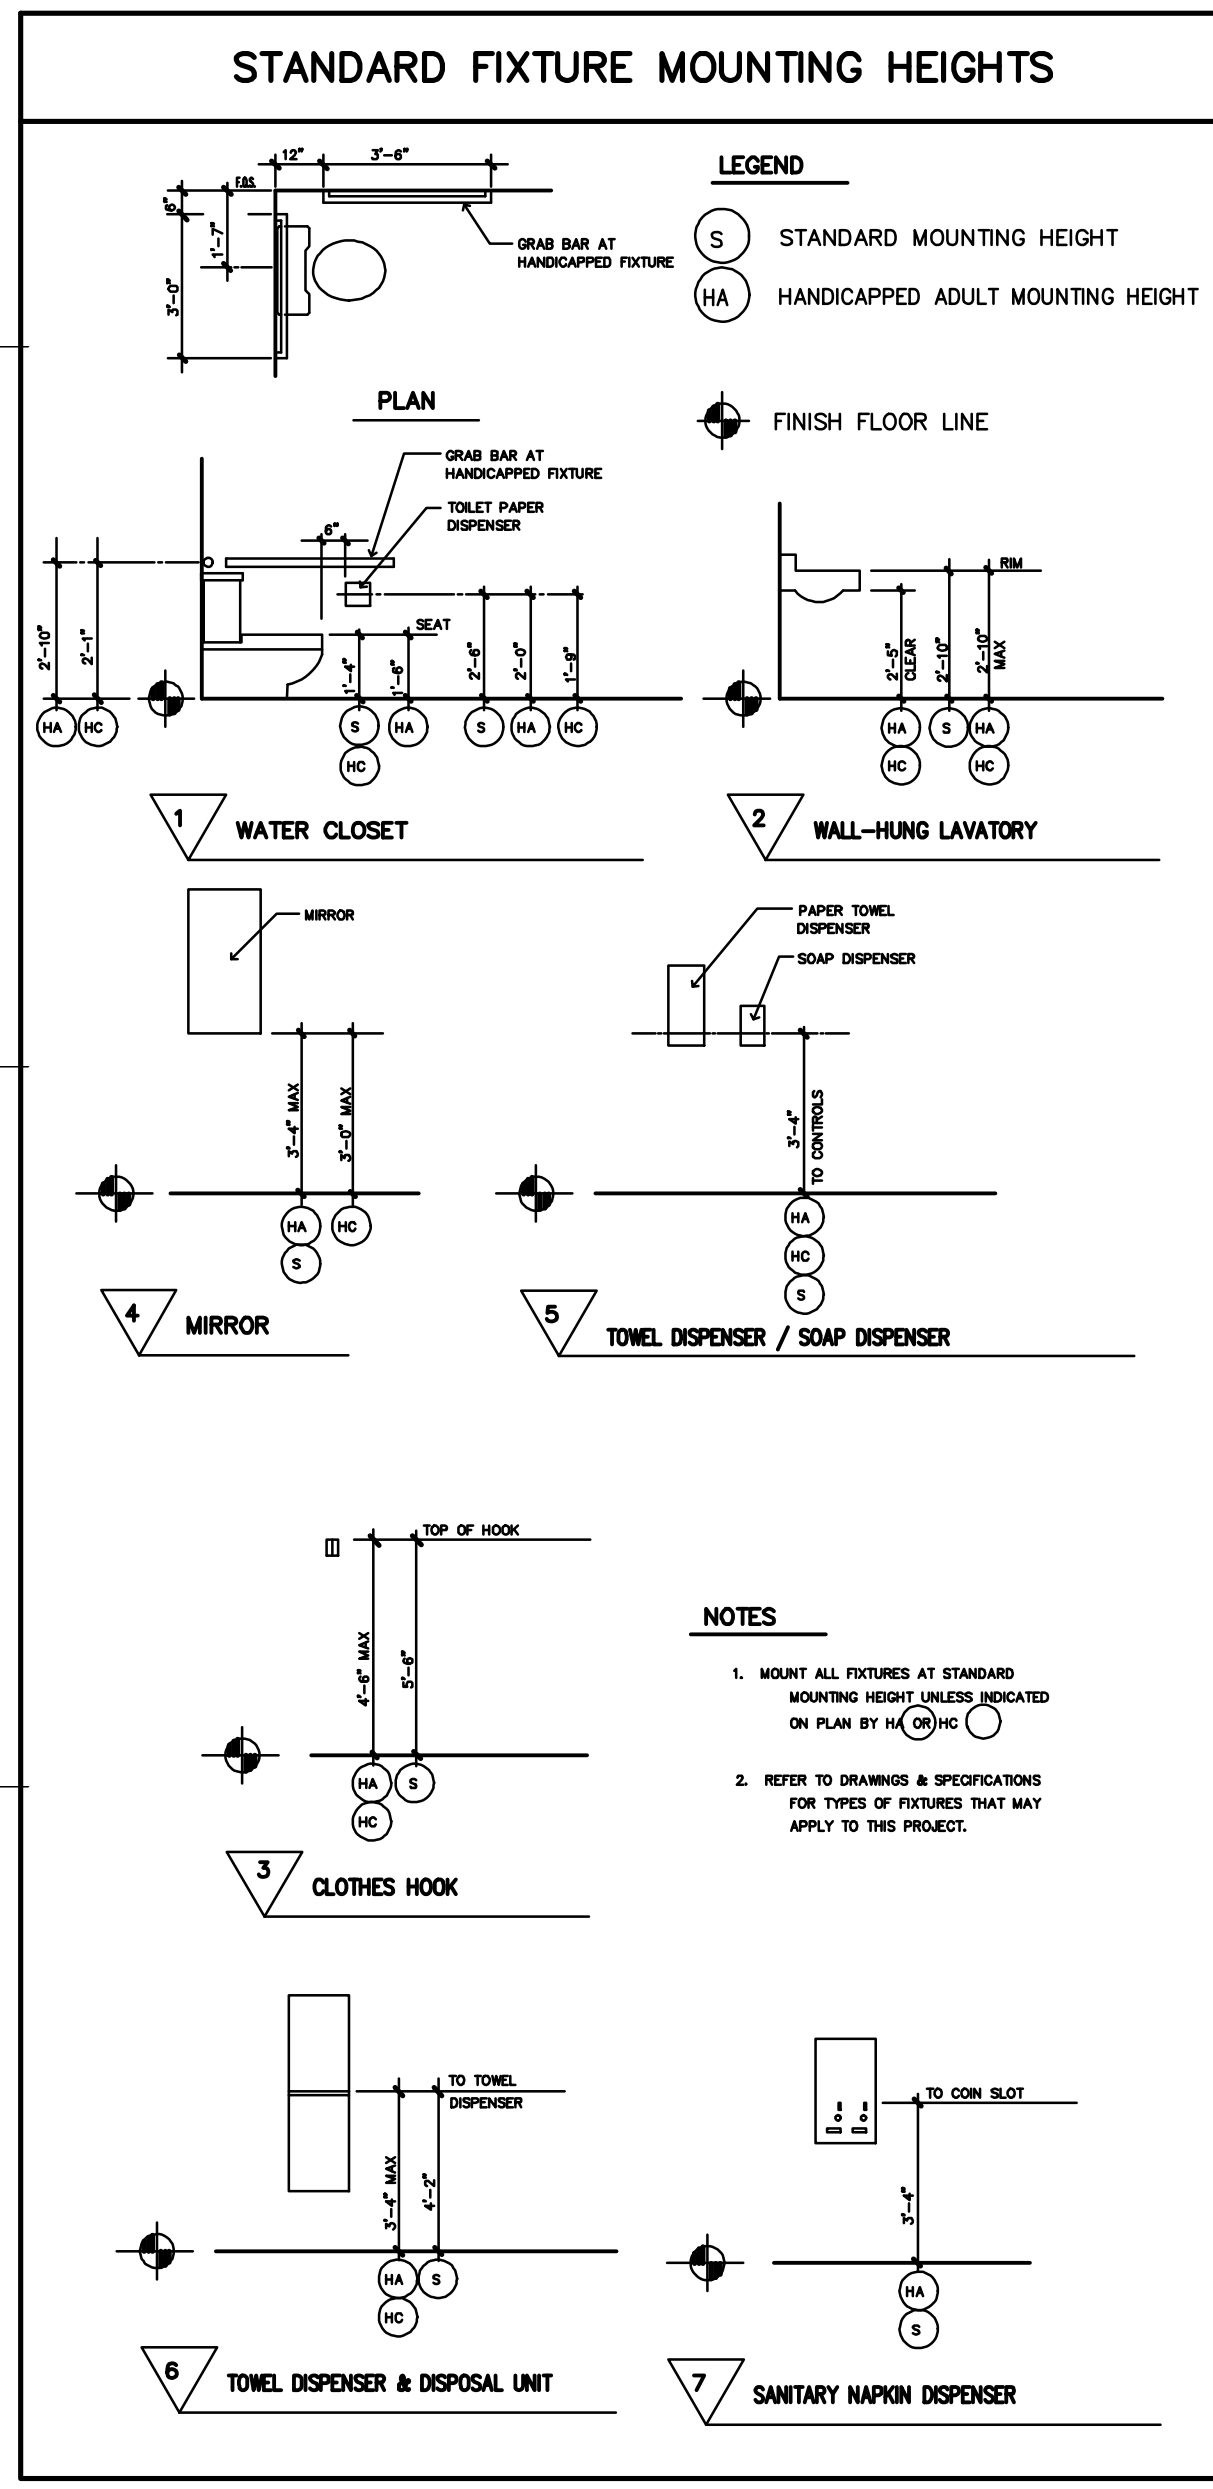 STANDARD FIXTURE MOUNTING HEIGHTS
12" 3'-6"
F.O.S.
6"
1'-7"
3'-0"
GRAB BAR AT
HANDICAPPED FIXTURE
PLAN
LEGEND
S STANDARD MOUNTING HEIGHT
HA HANDICAPPED ADULT MOUNTING HEIGHT
FINISH FLOOR LINE
GRAB BAR AT
HANDICAPPED FIXTURE
TOILET PAPER
DISPENSER
6"
SEAT
2'-10" 2'-1" 1'-4" 1'-6" 2'-6" 2'-0" 1'-9"
HA HC S HA S HA HC
HC
1 WATER CLOSET
RIM
2'-5" CLEAR 2'-10" 2'-10" MAX
HA S HA
HC HC
2 WALL-HUNG LAVATORY
MIRROR
3'-4" MAX 3'-0" MAX
HA HC
S
4 MIRROR
PAPER TOWEL
DISPENSER
SOAP DISPENSER
3'-4" TO CONTROLS
HA
HC
S
5 TOWEL DISPENSER / SOAP DISPENSER
TOP OF HOOK
4'-6" MAX 5'-6"
HA S
HC
3 CLOTHES HOOK
NOTES
1. MOUNT ALL FIXTURES AT STANDARD
MOUNTING HEIGHT UNLESS INDICATED
ON PLAN BY HA OR HC
2. REFER TO DRAWINGS & SPECIFICATIONS
FOR TYPES OF FIXTURES THAT MAY
APPLY TO THIS PROJECT.
TO TOWEL
DISPENSER
3'-4" MAX 4'-2"
HA S
HC
6 TOWEL DISPENSER & DISPOSAL UNIT
TO COIN SLOT
3'-4"
HA
S
7 SANITARY NAPKIN DISPENSER